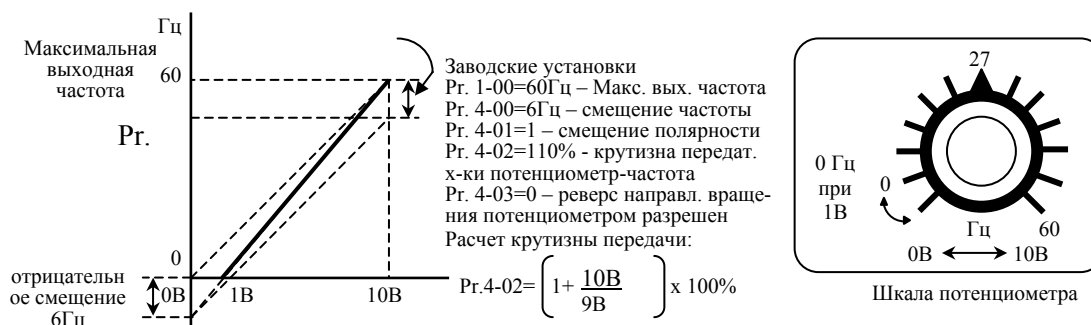 Гц
Максимальная
выходная
частота
60
Pr.
0
отрицательн
ое смещение
6Гц
0В
1В
10В
Заводские установки
Pr. 1-00=60Гц – Макс. вых. частота
Pr. 4-00=6Гц – смещение частоты
Pr. 4-01=1 – смещение полярности
Pr. 4-02=110% - крутизна передат.
х-ки потенциометр-частота
Pr. 4-03=0 – реверс направл. враще-
ния потенциометром разрешен
Расчет крутизны передачи:
Pr.4-02= (1+ 10В/9В) x 100%
27
0 Гц
при
1В
0
60
Гц
0В
10В
Шкала потенциометра